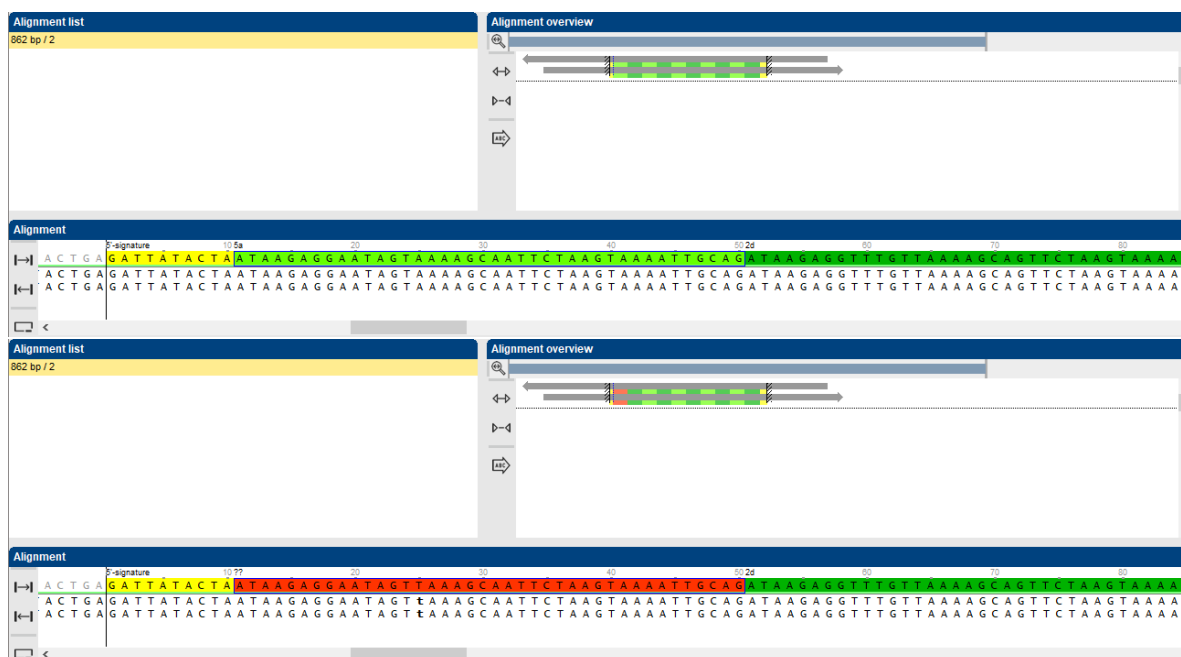 Alignment list
Alignment overview
862 bp / 2
ABC
Alignment
5'-signature 10 5a 20 30 40 50 2d 60 70 80
A C T G A G A T T A T A C T A A T A A G A G G A A T A G T A A A A G C A A T T C T A A G T A A A A T T G C A G A T A A G A G G T T T G T T A A A A G C A G T T C T A A G T A A A A
A C T G A G A T T A T A C T A A T A A G A G G A A T A G T A A A A G C A A T T C T A A G T A A A A T T G C A G A T A A G A G G T T T G T T A A A A G C A G T T C T A A G T A A A A
A C T G A G A T T A T A C T A A T A A G A G G A A T A G T A A A A G C A A T T C T A A G T A A A A T T G C A G A T A A G A G G T T T G T T A A A A G C A G T T C T A A G T A A A A
Alignment list
Alignment overview
862 bp / 2
ABC
Alignment
5'-signature 10 ?? 20 30 40 50 2d 60 70 80
A C T G A G A T T A T A C T A A T A A G A G G A A T A G T T A A A G C A A T T C T A A G T A A A A T T G C A G A T A A G A G G T T T G T T A A A A G C A G T T C T A A G T A A A A
A C T G A G A T T A T A C T A A T A A G A G G A A T A G T t A A A G C A A T T C T A A G T A A A A T T G C A G A T A A G A G G T T T G T T A A A A G C A G T T C T A A G T A A A A
A C T G A G A T T A T A C T A A T A A G A G G A A T A G T t A A A G C A A T T C T A A G T A A A A T T G C A G A T A A G A G G T T T G T T A A A A G C A G T T C T A A G T A A A A